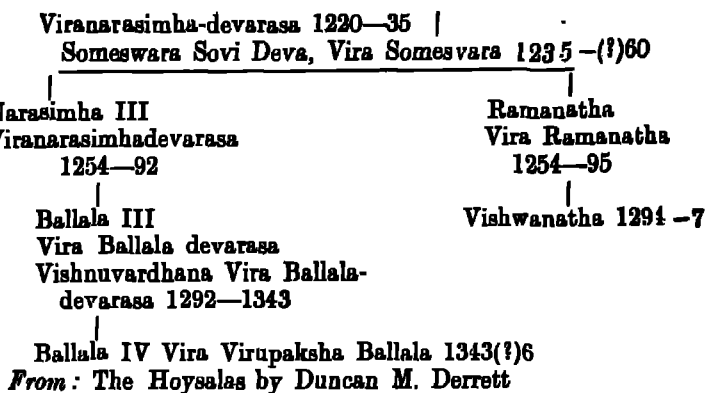 Viranarasimha-devarasa 1220—35
Someswara Sovi Deva, Vira Somesvara 1235–(?)60
Narasimha III
Viranarasimhadevarasa
1254—92
Ramanatha
Vira Ramanatha
1254—95
Ballala III
Vira Ballala devarasa
Vishnuvardhana Vira Ballala-
devarasa 1292—1343
Vishwanatha 1294–7
Ballala IV Vira Virupaksha Ballala 1343(?)6
From: The Hoysalas by Duncan M. Derrett